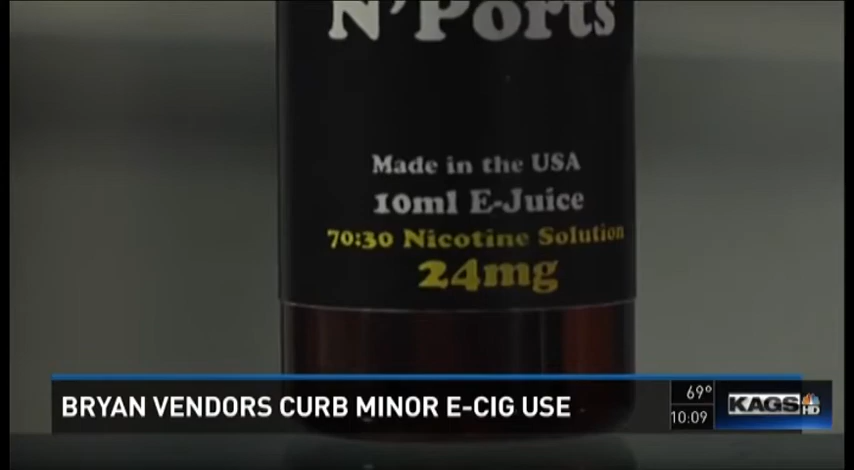 N'Ports
Made in the USA
10ml E-Juice
70:30 Nicotine Solution
24mg
BRYAN VENDORS CURB MINOR E-CIG USE
69°
10:09
KAGS HD